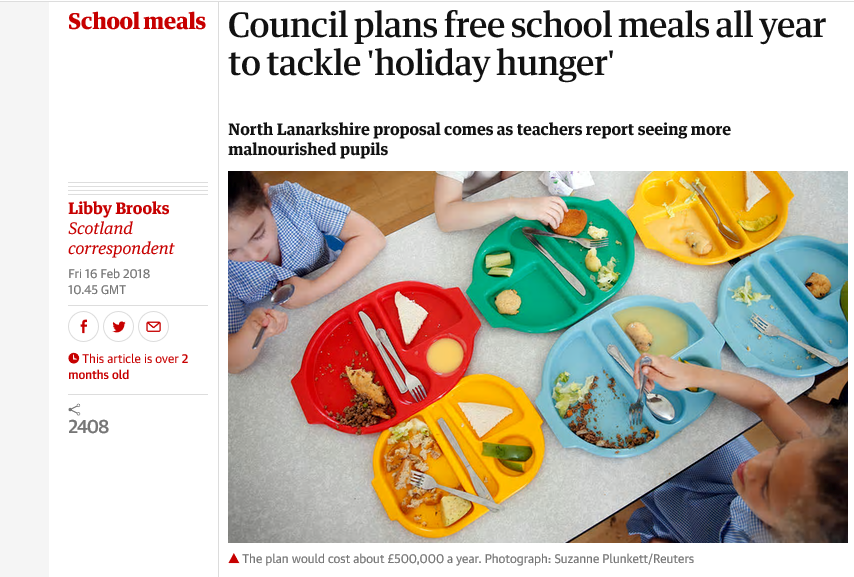 School meals
Council plans free school meals all year
to tackle 'holiday hunger'
North Lanarkshire proposal comes as teachers report seeing more
malnourished pupils
Libby Brooks
Scotland
correspondent
Fri 16 Feb 2018
10.45 GMT
This article is over 2
months old
2408
The plan would cost about £500,000 a year. Photograph: Suzanne Plunkett/Reuters